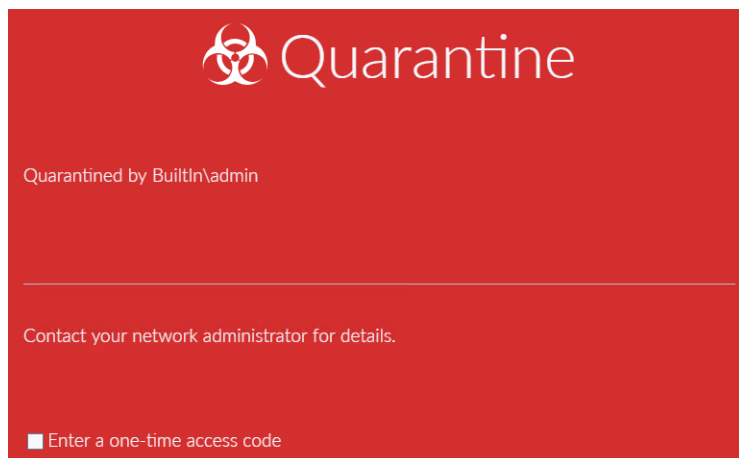 Quarantine
Quarantined by BuiltIn\admin
Contact your network administrator for details.
Enter a one-time access code